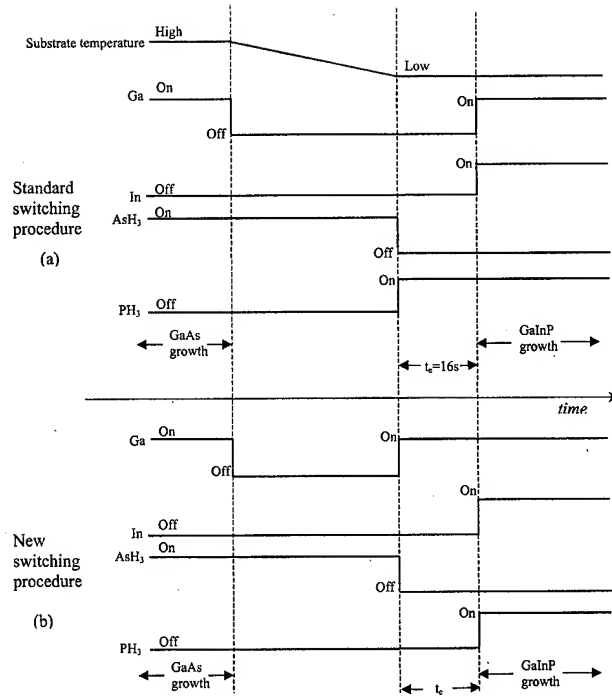 High
Substrate temperature
Low
On
Ga
On
Off
On
Standard
switching
procedure
(a)
Off
In
On
AsH₃
Off
On
Off
PH₃
GaAs
growth
GaInP
growth
tₑ=16s
time
On
Ga
On
Off
On
Off
In
On
AsH₃
New
switching
procedure
(b)
Off
On
Off
PH₃
GaAs
growth
GaInP
growth